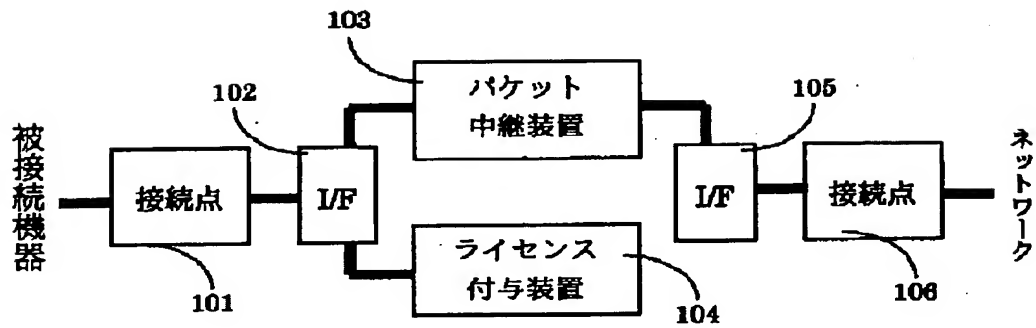 103
パケット
中継装置
102
105
被接続機器
接続点
I/F
I/F
接続点
ネットワーク
ライセンス
付与装置
101
104
106